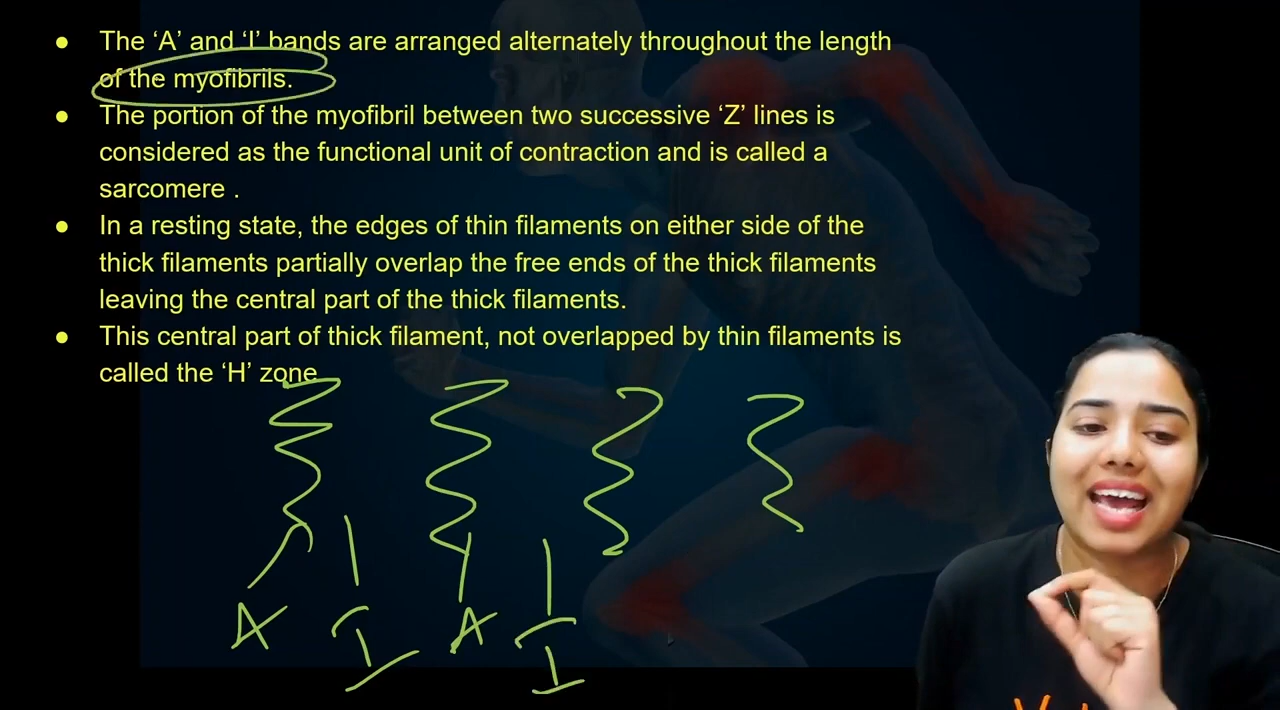 ● The ‘A’ and ‘I’ bands are arranged alternately throughout the length
of the myofibrils.
● The portion of the myofibril between two successive ‘Z’ lines is
considered as the functional unit of contraction and is called a
sarcomere .
● In a resting state, the edges of thin filaments on either side of the
thick filaments partially overlap the free ends of the thick filaments
leaving the central part of the thick filaments.
● This central part of thick filament, not overlapped by thin filaments is
called the ‘H’ zone
A I A I